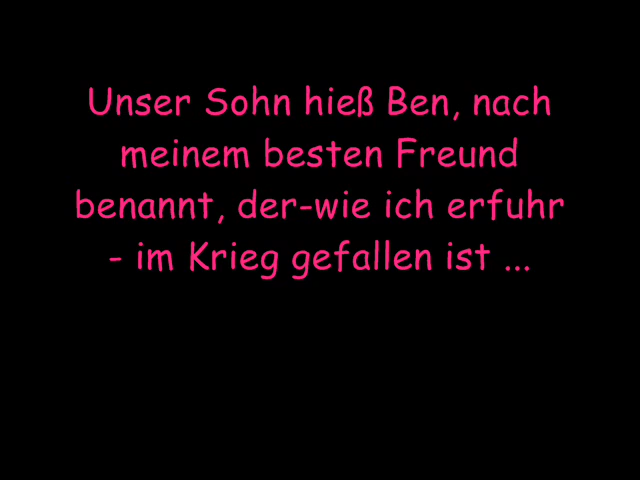 Unser Sohn hieß Ben, nach
meinem besten Freund
benannt, der-wie ich erfuhr
- im Krieg gefallen ist ...